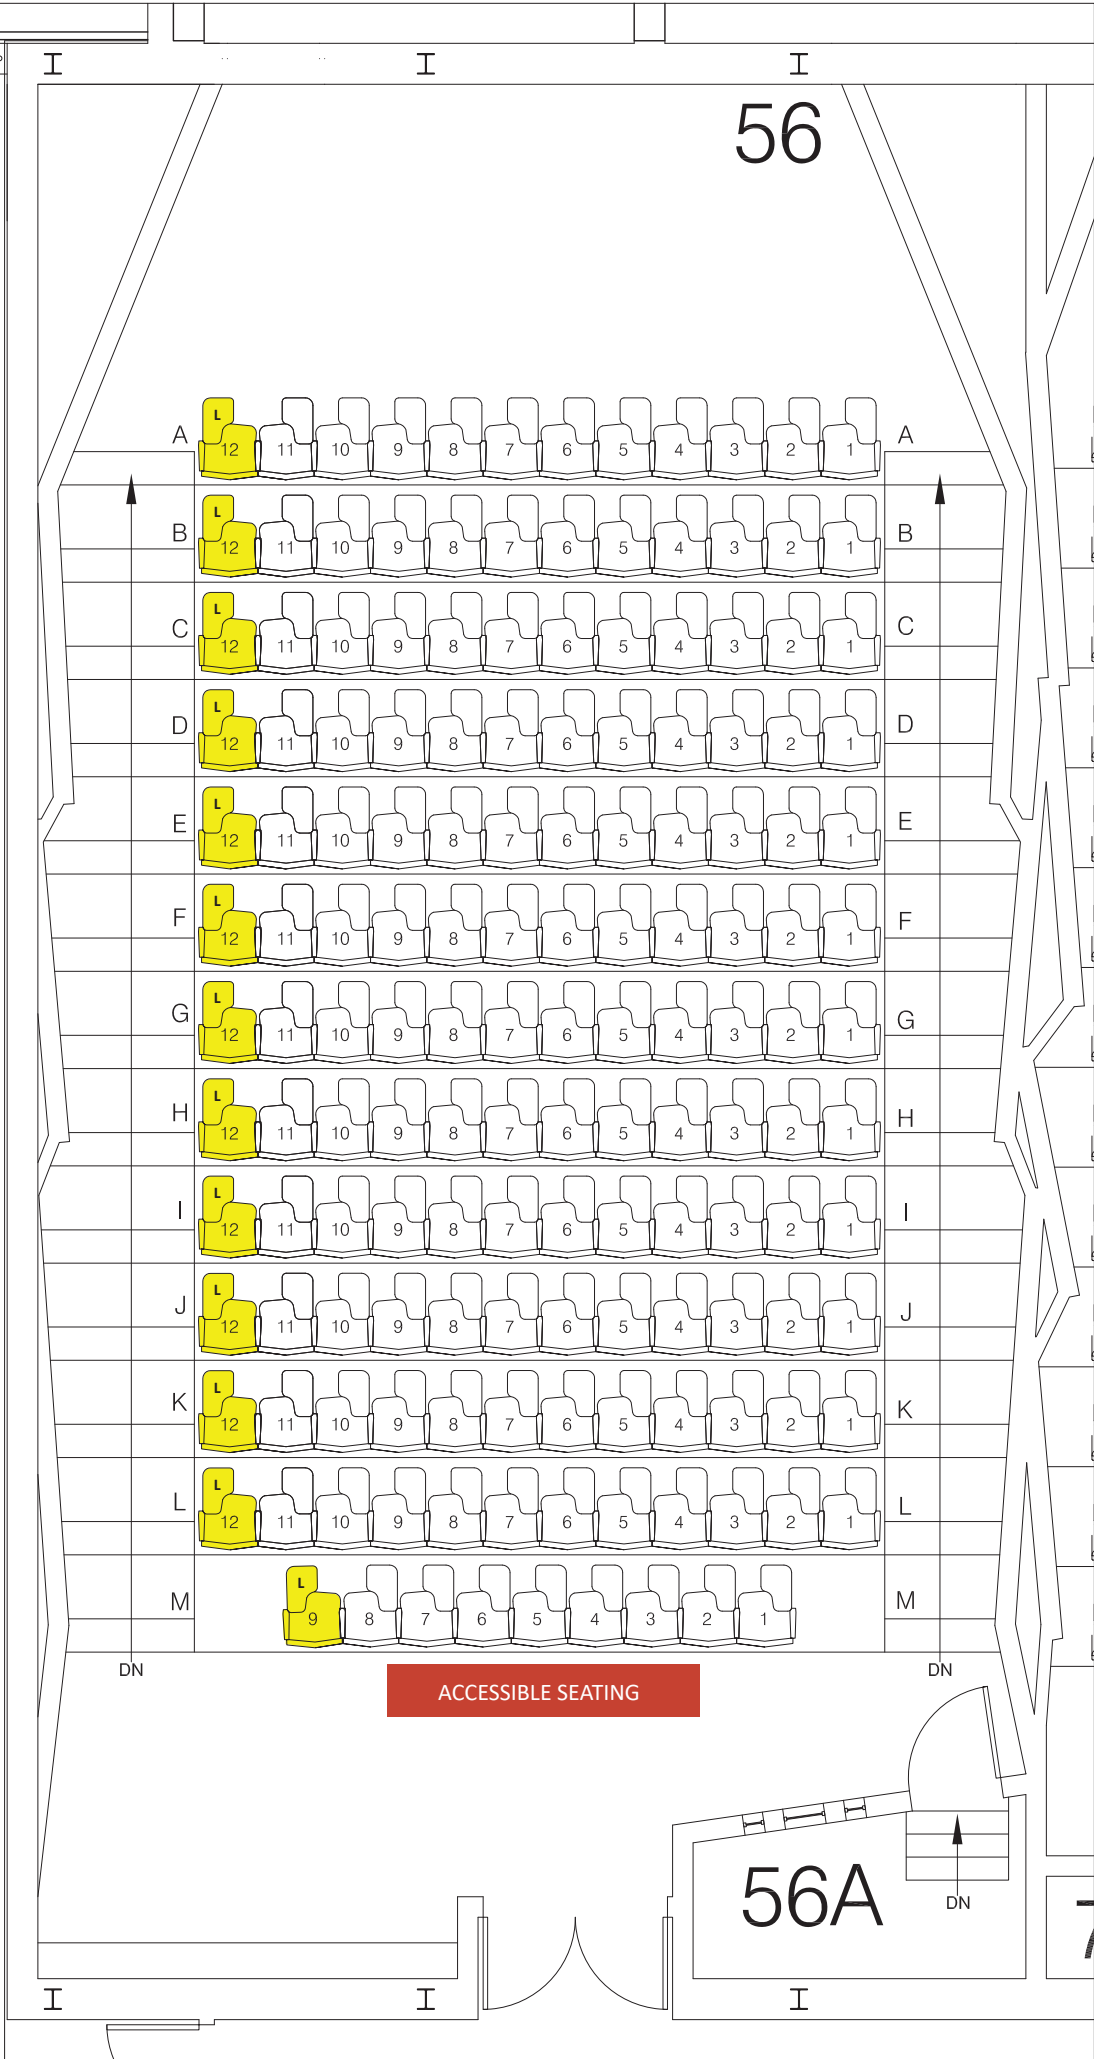 56
L
A 12 11 10 9 8 7 6 5 4 3 2 1 A
L
B 12 11 10 9 8 7 6 5 4 3 2 1 B
L
C 12 11 10 9 8 7 6 5 4 3 2 1 C
L
D 12 11 10 9 8 7 6 5 4 3 2 1 D
L
E 12 11 10 9 8 7 6 5 4 3 2 1 E
L
F 12 11 10 9 8 7 6 5 4 3 2 1 F
L
G 12 11 10 9 8 7 6 5 4 3 2 1 G
L
H 12 11 10 9 8 7 6 5 4 3 2 1 H
L
I 12 11 10 9 8 7 6 5 4 3 2 1 I
L
J 12 11 10 9 8 7 6 5 4 3 2 1 J
L
K 12 11 10 9 8 7 6 5 4 3 2 1 K
L
L 12 11 10 9 8 7 6 5 4 3 2 1 L
L
M 9 8 7 6 5 4 3 2 1 M
DN DN
ACCESSIBLE SEATING
56A
DN